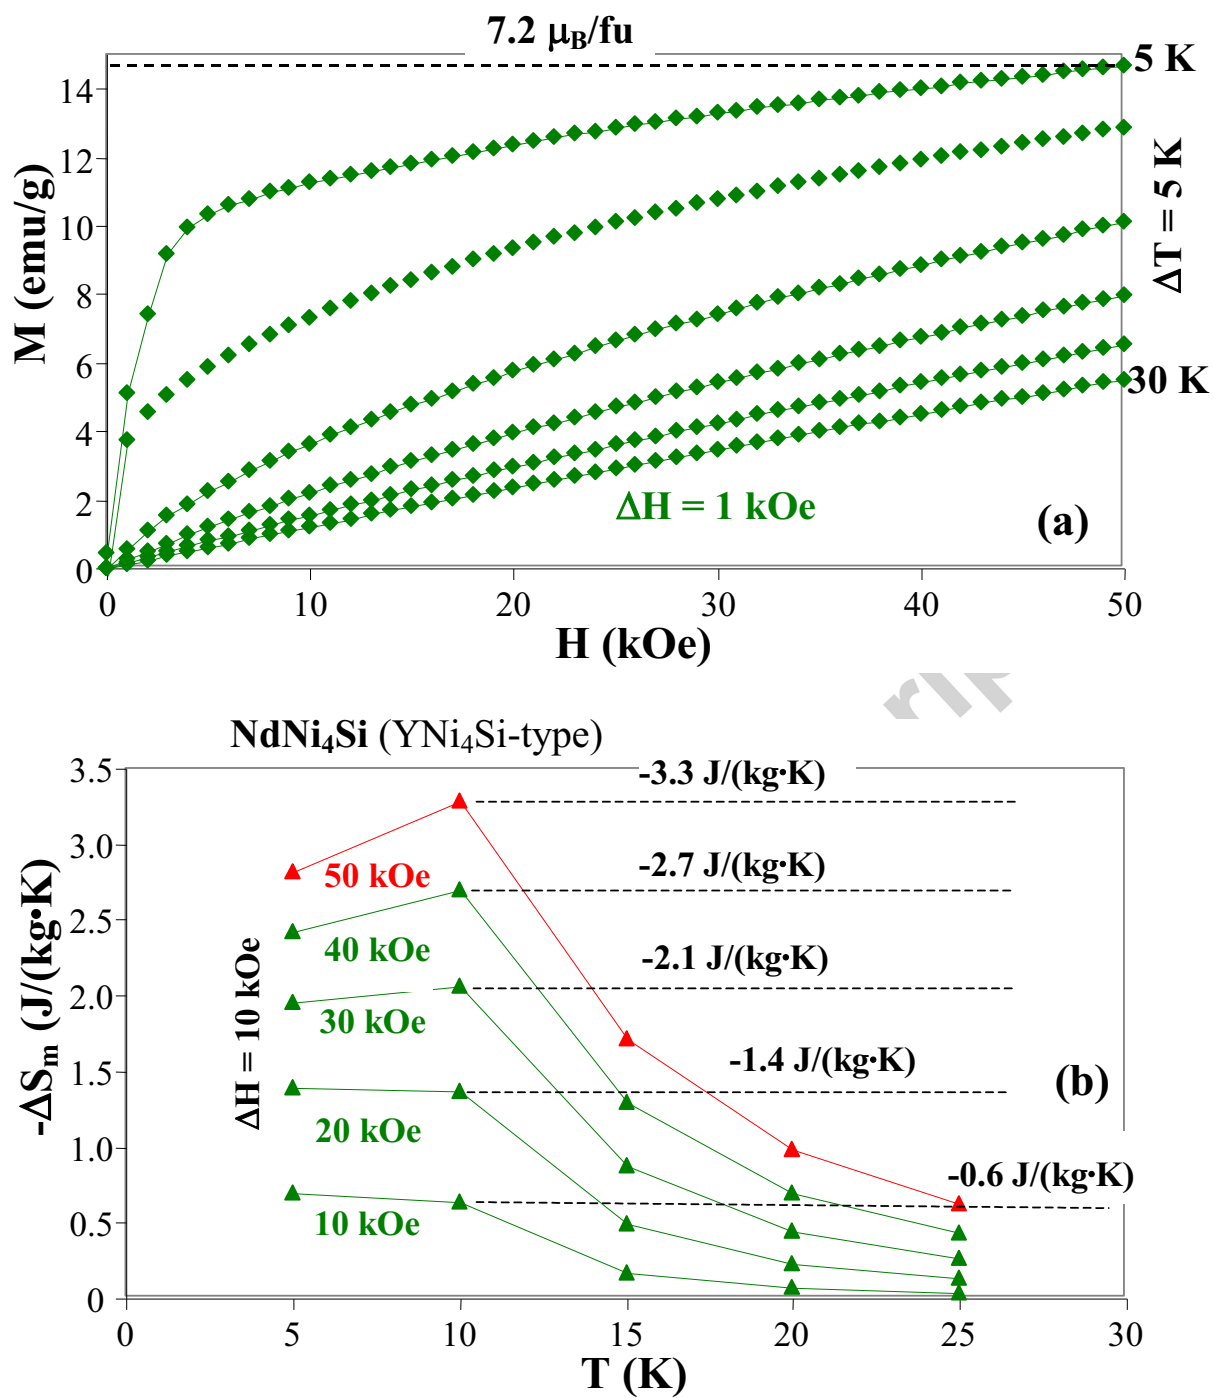 7.2 μB/fu
5 K
14
12
10
8
6
4
2
0
M (emu/g)
ΔT = 5 K
30 K
ΔH = 1 kOe
(a)
0 10 20 30 40 50
H (kOe)
NdNi4Si (YNi4Si-type)
3.5
3.0
2.5
2.0
1.5
1.0
0.5
0
-ΔSm (J/(kg•K)
-3.3 J/(kg•K)
50 kOe
-2.7 J/(kg•K)
40 kOe
-2.1 J/(kg•K)
30 kOe
ΔH = 10 kOe
-1.4 J/(kg•K)
(b)
20 kOe
-0.6 J/(kg•K)
10 kOe
0 5 10 15 20 25 30
T (K)